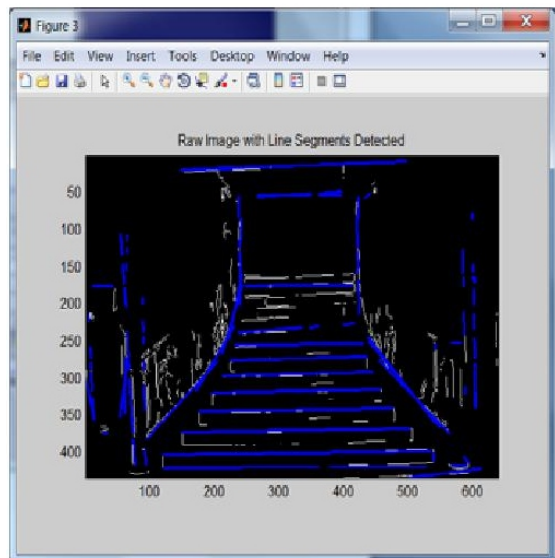 Figure 3
File Edit View Insert Tools Desktop Window Help
Raw Image with Line Segments Detected
50
100
150
200
250
300
350
400
100 200 300 400 500 600